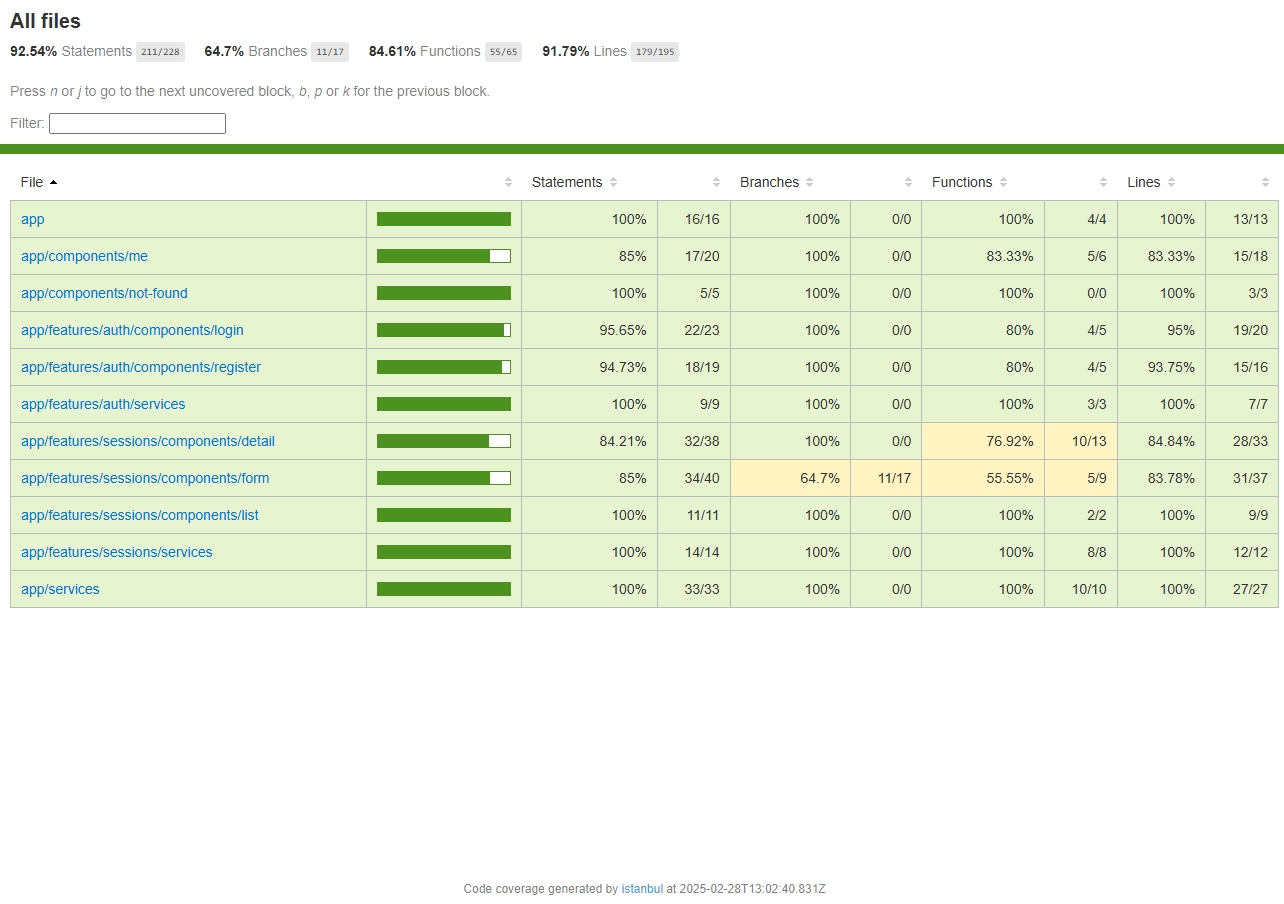 All files
92.54% Statements 211/228 64.7% Branches 11/17 84.61% Functions 55/65 91.79% Lines 179/195
Press n or j to go to the next uncovered block, b, p or k for the previous block.
Filter:
File Statements Branches Functions Lines
app 100% 16/16 100% 0/0 100% 4/4 100% 13/13
app/components/me 85% 17/20 100% 0/0 83.33% 5/6 83.33% 15/18
app/components/not-found 100% 5/5 100% 0/0 100% 0/0 100% 3/3
app/features/auth/components/login 95.65% 22/23 100% 0/0 80% 4/5 95% 19/20
app/features/auth/components/register 94.73% 18/19 100% 0/0 80% 4/5 93.75% 15/16
app/features/auth/services 100% 9/9 100% 0/0 100% 3/3 100% 7/7
app/features/sessions/components/detail 84.21% 32/38 100% 0/0 76.92% 10/13 84.84% 28/33
app/features/sessions/components/form 85% 34/40 64.7% 11/17 55.55% 5/9 83.78% 31/37
app/features/sessions/components/list 100% 11/11 100% 0/0 100% 2/2 100% 9/9
app/features/sessions/services 100% 14/14 100% 0/0 100% 8/8 100% 12/12
app/services 100% 33/33 100% 0/0 100% 10/10 100% 27/27
Code coverage generated by istanbul at 2025-02-28T13:02:40.831Z